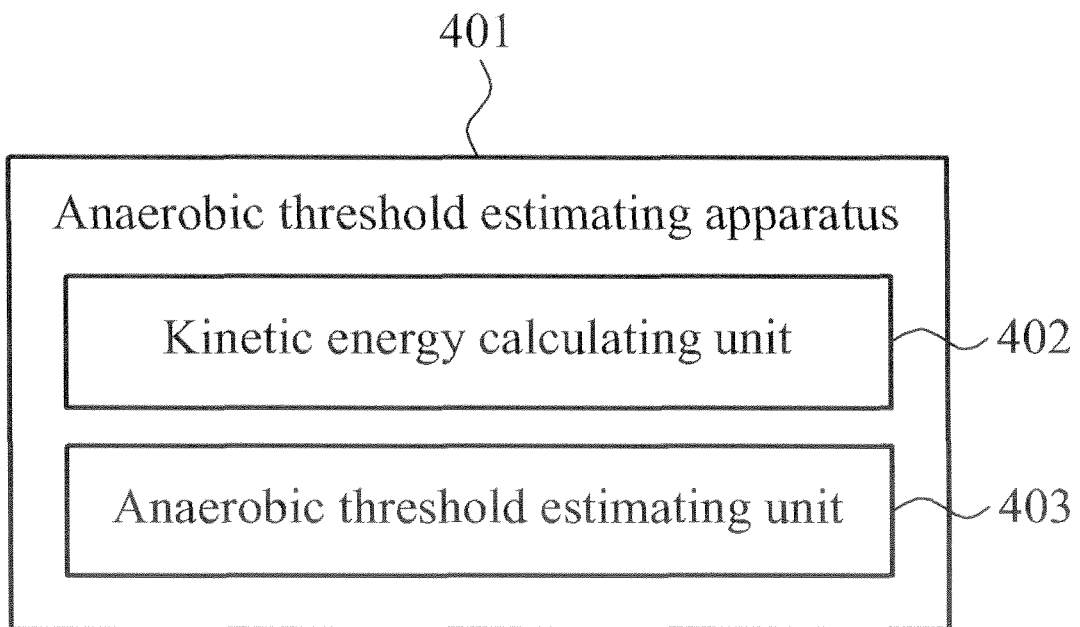 401
Anaerobic threshold estimating apparatus
Kinetic energy calculating unit
402
Anaerobic threshold estimating unit
403